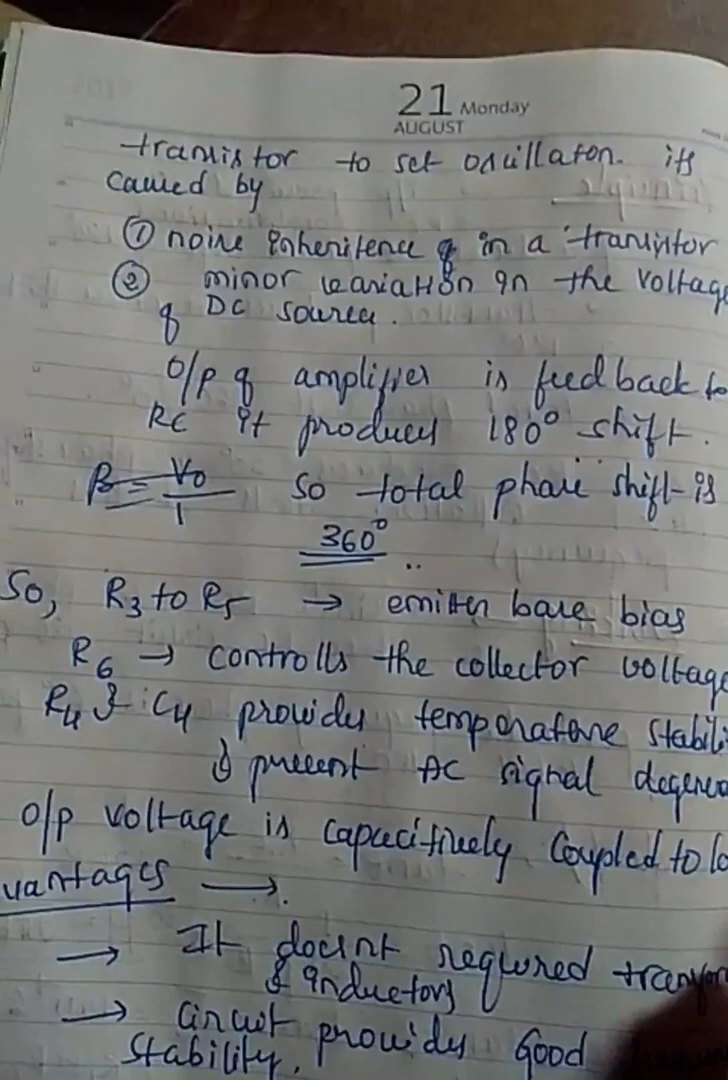 21 Monday
AUGUST
transistor to set oscillaton. its
caused by
① noise inheritence of in a transistor
② minor variation in the voltage
of DC source.
O/P of amplifier is feedback to
RC it produces 180° shift.
β = Vo / 1 so total phase shift is
360°
So, R3 to R5 → emitter base bias
R6 → controlls the collector voltage
R4 & C4 provides temperature stabili
& prevent AC signal degenera
O/P voltage is capacitively coupled to lo
vantages →
→ It doesnt required transfor
& inductors
→ circuit provides Good
stability.